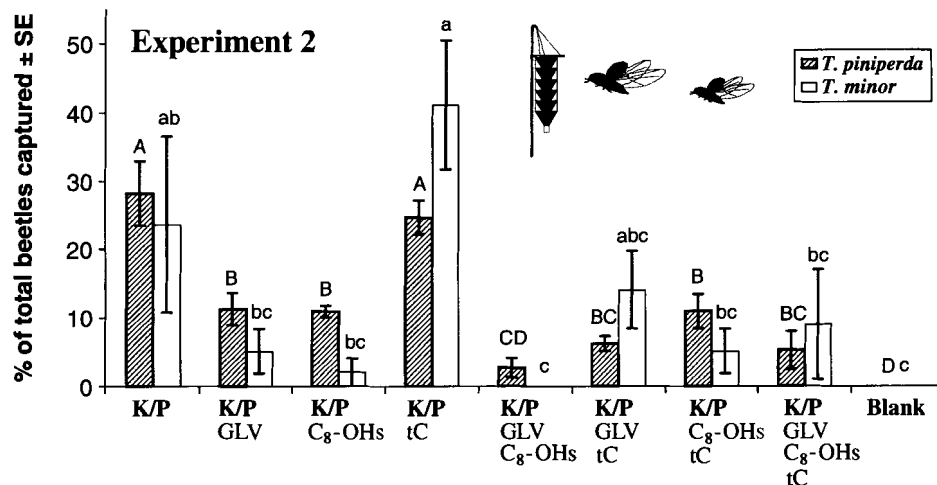 Experiment 2
% of total beetles captured ± SE
50
40
30
20
10
0
T. piniperda
T. minor
A ab
B bc
B bc
A a
CD c
BC abc
B bc
BC bc
D c
K/P
K/P
GLV
K/P
C₈-OHs
K/P
tC
K/P
GLV
C₈-OHs
K/P
GLV
tC
K/P
C₈-OHs
tC
K/P
GLV
C₈-OHs
tC
Blank